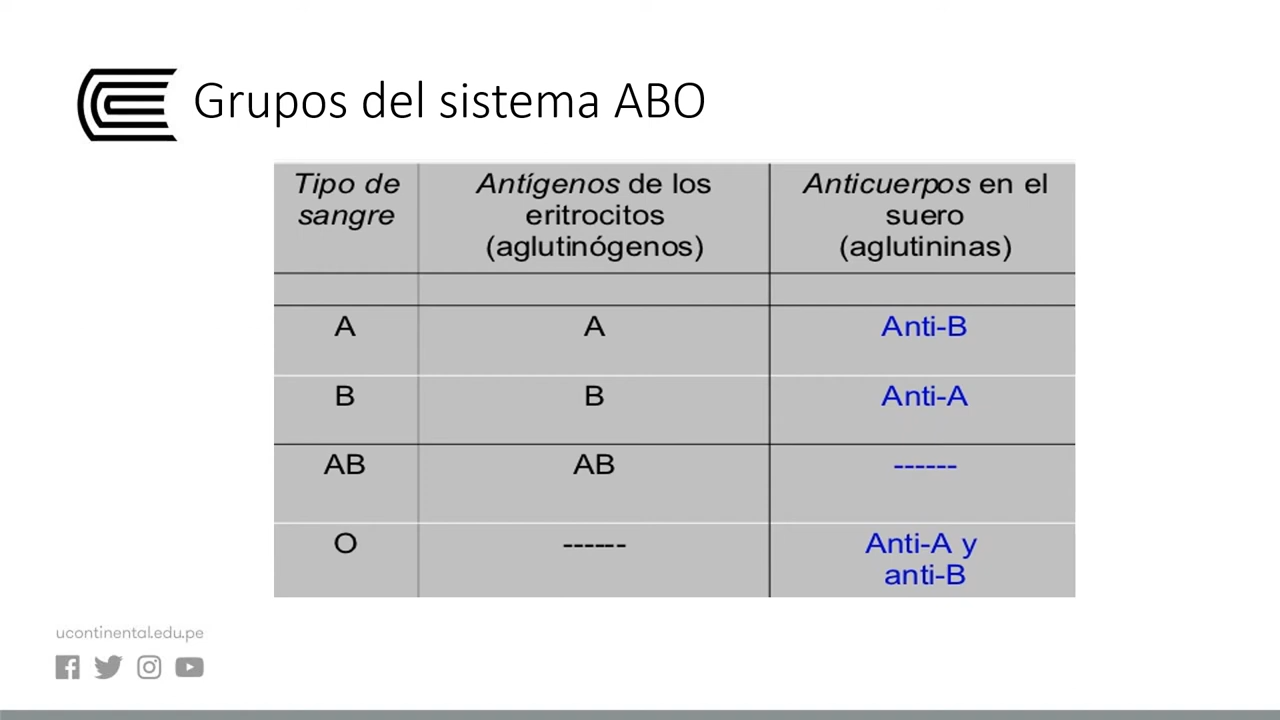 Grupos del sistema ABO
Tipo de
sangre
Antígenos de los
eritrocitos
(aglutinógenos)
Anticuerpos en el
suero
(aglutininas)
A
A
Anti-B
B
B
Anti-A
AB
AB
------
O
------
Anti-A y
anti-B
ucontinental.edu.pe